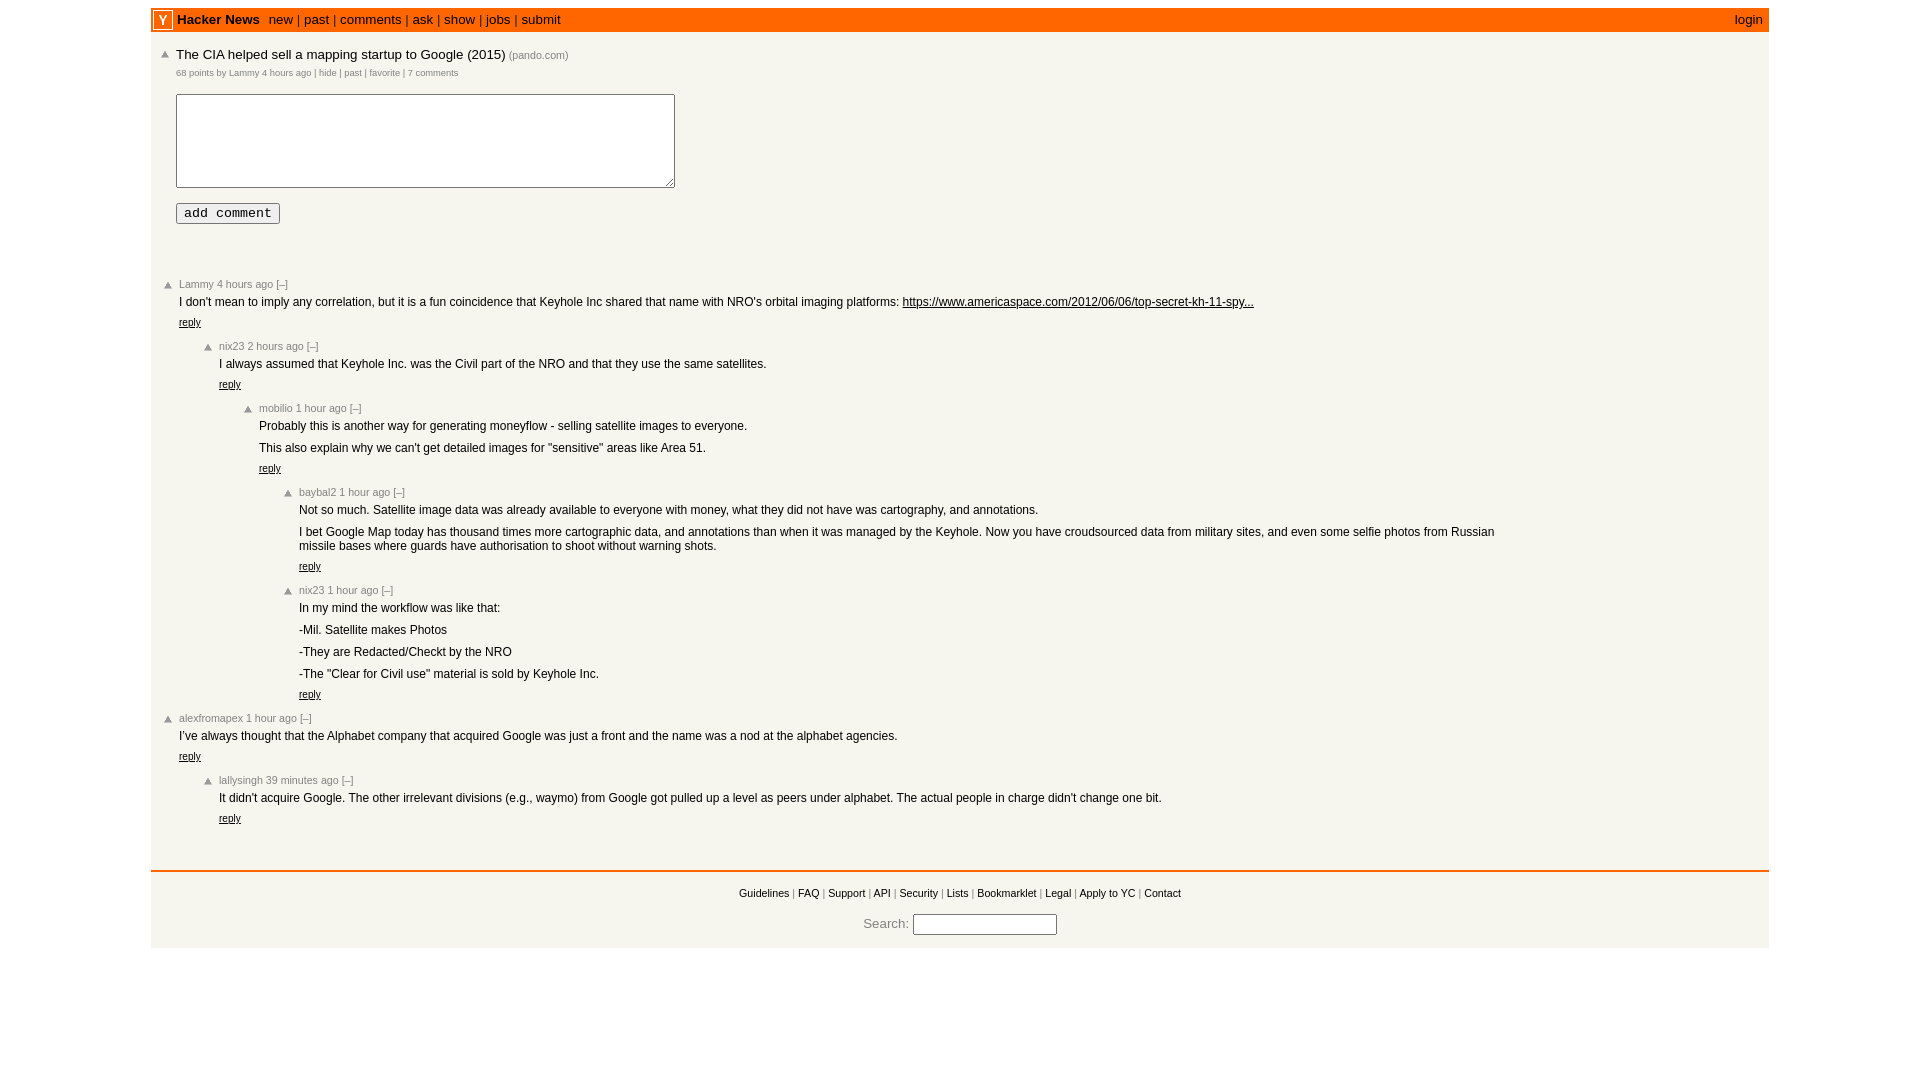 Y Hacker News new | past | comments | ask | show | jobs | submit login
The CIA helped sell a mapping startup to Google (2015) (pando.com)
68 points by Lammy 4 hours ago | hide | past | favorite | 7 comments
add comment
Lammy 4 hours ago [–]
I don't mean to imply any correlation, but it is a fun coincidence that Keyhole Inc shared that name with NRO's orbital imaging platforms: https://www.americaspace.com/2012/06/06/top-secret-kh-11-spy...
reply
nix23 2 hours ago [–]
I always assumed that Keyhole Inc. was the Civil part of the NRO and that they use the same satellites.
reply
mobilio 1 hour ago [–]
Probably this is another way for generating moneyflow - selling satellite images to everyone.
This also explain why we can't get detailed images for "sensitive" areas like Area 51.
reply
baybal2 1 hour ago [–]
Not so much. Satellite image data was already available to everyone with money, what they did not have was cartography, and annotations.
I bet Google Map today has thousand times more cartographic data, and annotations than when it was managed by the Keyhole. Now you have croudsourced data from military sites, and even some selfie photos from Russian
missile bases where guards have authorisation to shoot without warning shots.
reply
nix23 1 hour ago [–]
In my mind the workflow was like that:
-Mil. Satellite makes Photos
-They are Redacted/Checkt by the NRO
-The "Clear for Civil use" material is sold by Keyhole Inc.
reply
alexfromapex 1 hour ago [–]
I’ve always thought that the Alphabet company that acquired Google was just a front and the name was a nod at the alphabet agencies.
reply
lallysingh 39 minutes ago [–]
It didn't acquire Google. The other irrelevant divisions (e.g., waymo) from Google got pulled up a level as peers under alphabet. The actual people in charge didn't change one bit.
reply
Guidelines | FAQ | Support | API | Security | Lists | Bookmarklet | Legal | Apply to YC | Contact
Search: